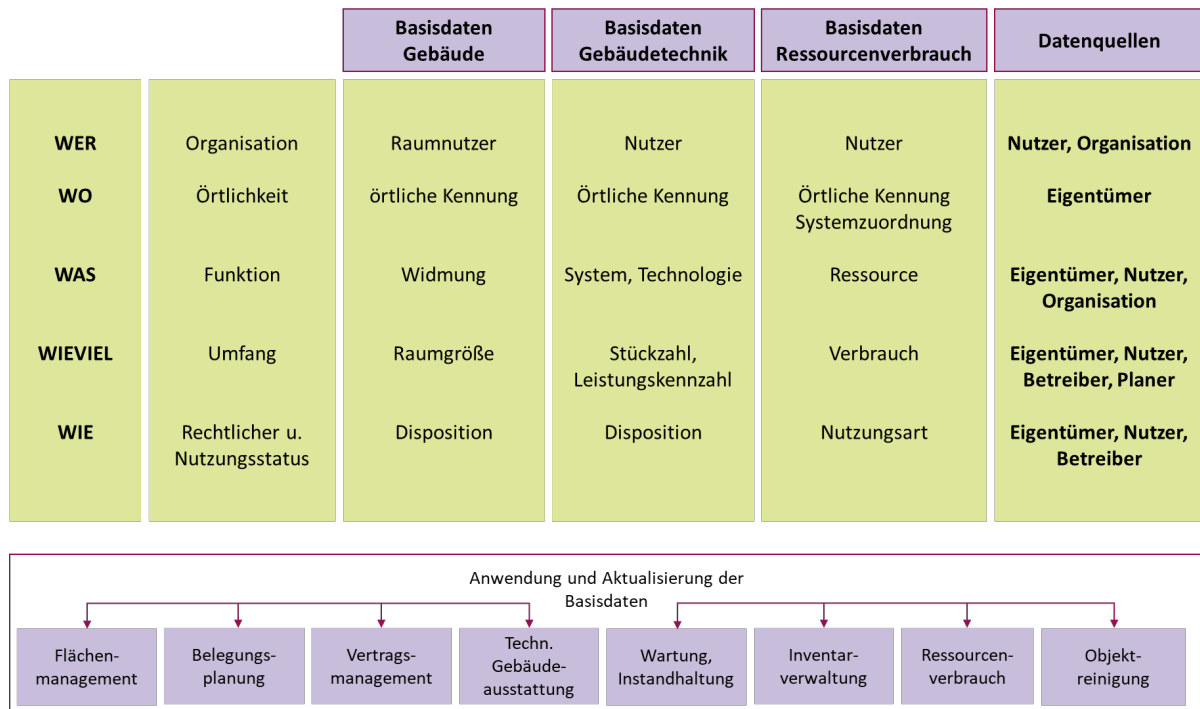 Basisdaten
Gebäude
Basisdaten
Gebäudetechnik
Basisdaten
Ressourcenverbrauch
Datenquellen
WER
Organisation
Raumnutzer
Nutzer
Nutzer
Nutzer, Organisation
WO
Örtlichkeit
örtliche Kennung
Örtliche Kennung
Örtliche Kennung
Systemzuordnung
Eigentümer
WAS
Funktion
Widmung
System, Technologie
Ressource
Eigentümer, Nutzer,
Organisation
WIEVIEL
Umfang
Raumgröße
Stückzahl,
Leistungskennzahl
Verbrauch
Eigentümer, Nutzer,
Betreiber, Planer
WIE
Rechtlicher u.
Nutzungsstatus
Disposition
Disposition
Nutzungsart
Eigentümer, Nutzer,
Betreiber
Anwendung und Aktualisierung der
Basisdaten
Flächen-
management
Belegungs-
planung
Vertrags-
management
Techn.
Gebäude-
ausstattung
Wartung,
Instandhaltung
Inventar-
verwaltung
Ressourcen-
verbrauch
Objekt-
reinigung